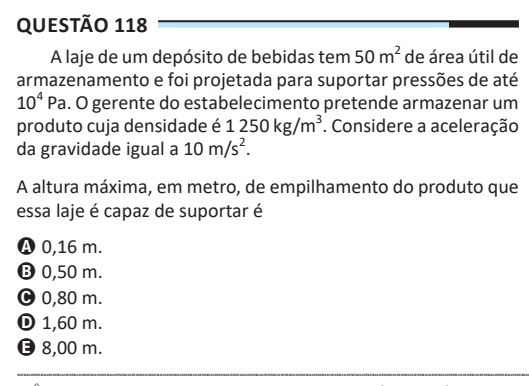 QUESTÃO 118
A laje de um depósito de bebidas tem 50 m² de área útil de
armazenamento e foi projetada para suportar pressões de até
10⁴ Pa. O gerente do estabelecimento pretende armazenar um
produto cuja densidade é 1 250 kg/m³. Considere a aceleração
da gravidade igual a 10 m/s².
A altura máxima, em metro, de empilhamento do produto que
essa laje é capaz de suportar é
A 0,16 m.
B 0,50 m.
C 0,80 m.
D 1,60 m.
E 8,00 m.